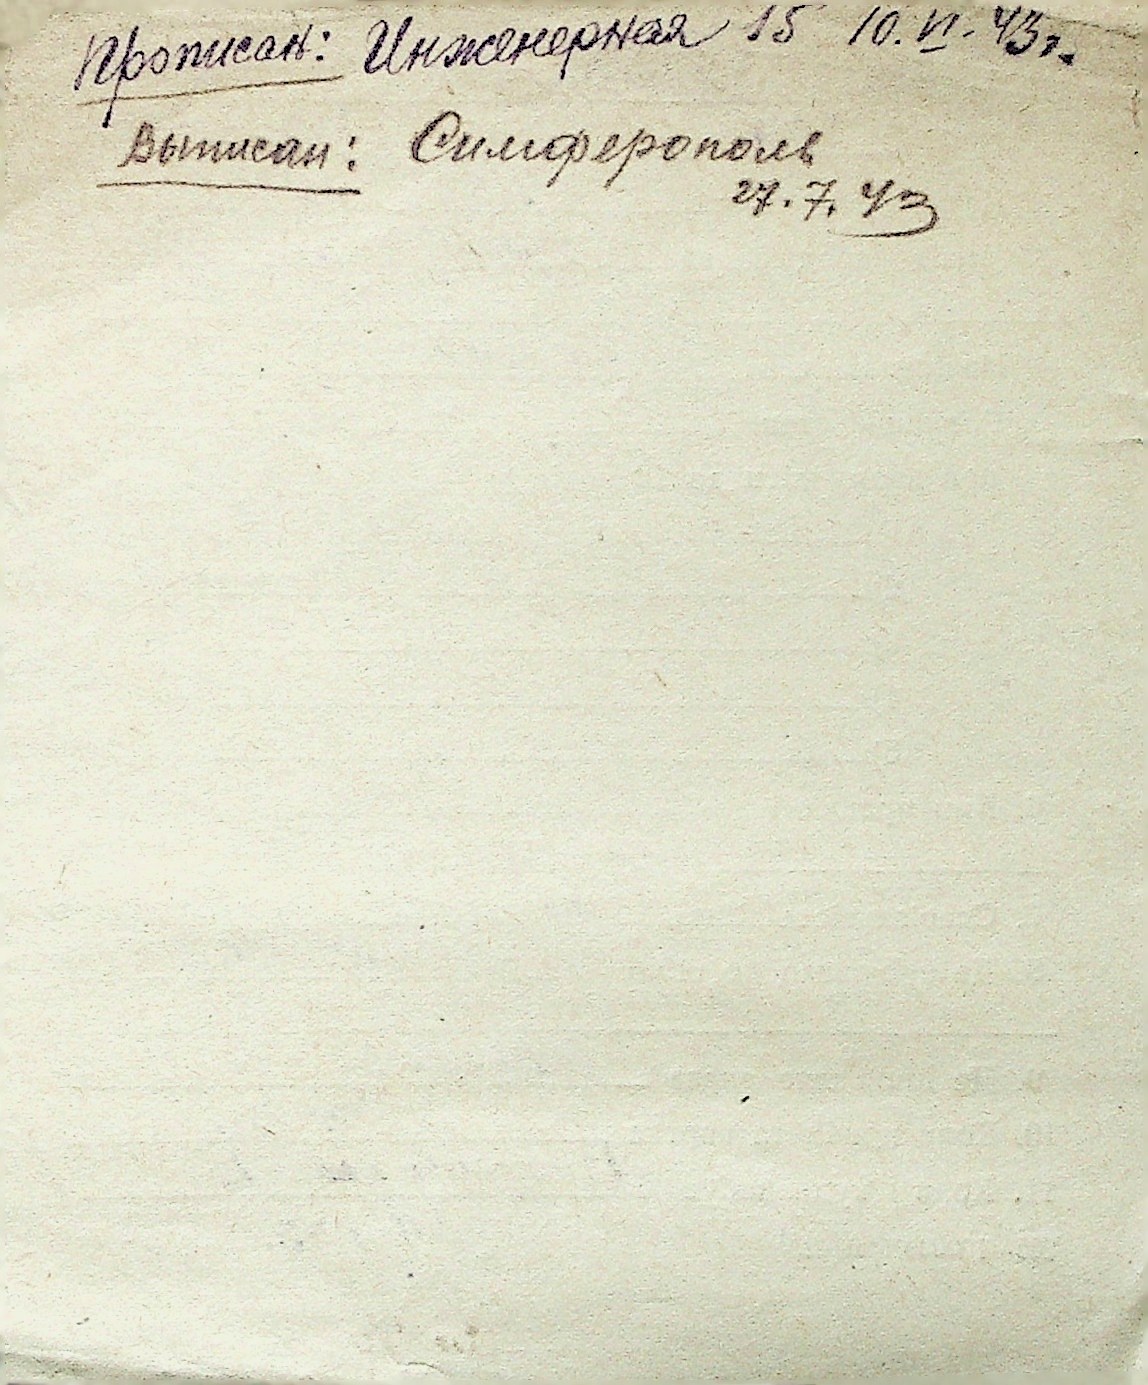 Прописан: Инженерная 15 10.VI.43г.
Выписан: Симферополь
27.7.43